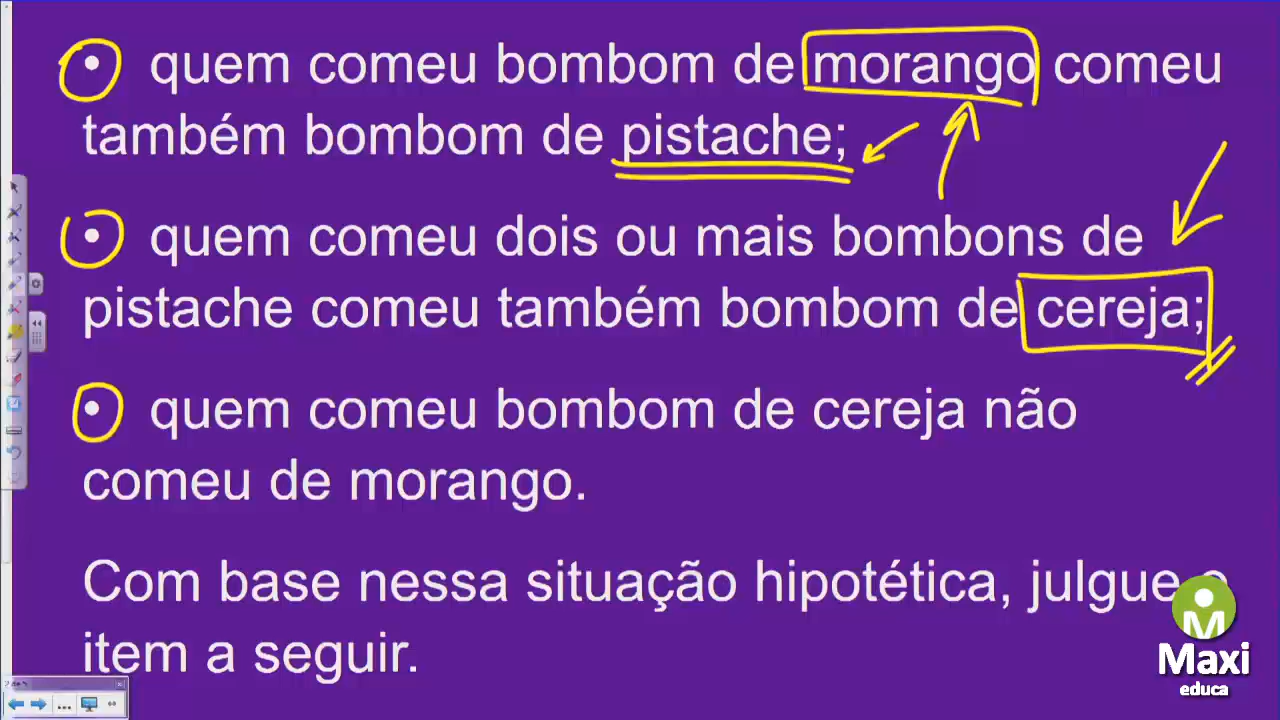 • quem comeu bombom de morango comeu
também bombom de pistache;
• quem comeu dois ou mais bombons de
pistache comeu também bombom de cereja;
• quem comeu bombom de cereja não
comeu de morango.
Com base nessa situação hipotética, julgue o
item a seguir.
M
Maxi
educa